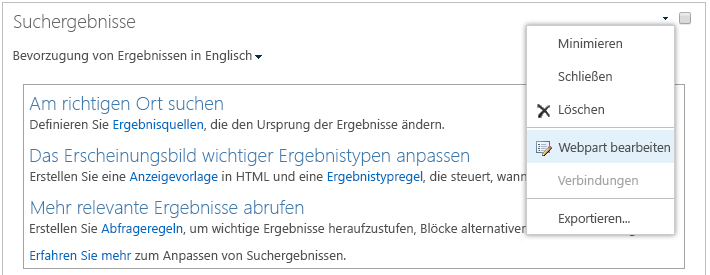 Suchergebnisse
Bevorzugung von Ergebnissen in Englisch
Minimieren
Schließen
Löschen
Webpart bearbeiten
Verbindungen
Exportieren...
Am richtigen Ort suchen
Definieren Sie Ergebnisquellen, die den Ursprung der Ergebnisse ändern.
Das Erscheinungsbild wichtiger Ergebnistypen anpassen
Erstellen Sie eine Anzeigevorlage in HTML und eine Ergebnistypregel, die steuert,
Mehr relevante Ergebnisse abrufen
Erstellen Sie Abfrageregeln, um wichtige Ergebnisse heraufzustufen, Blöcke
Erfahren Sie mehr zum Anpassen von Suchergebnissen.